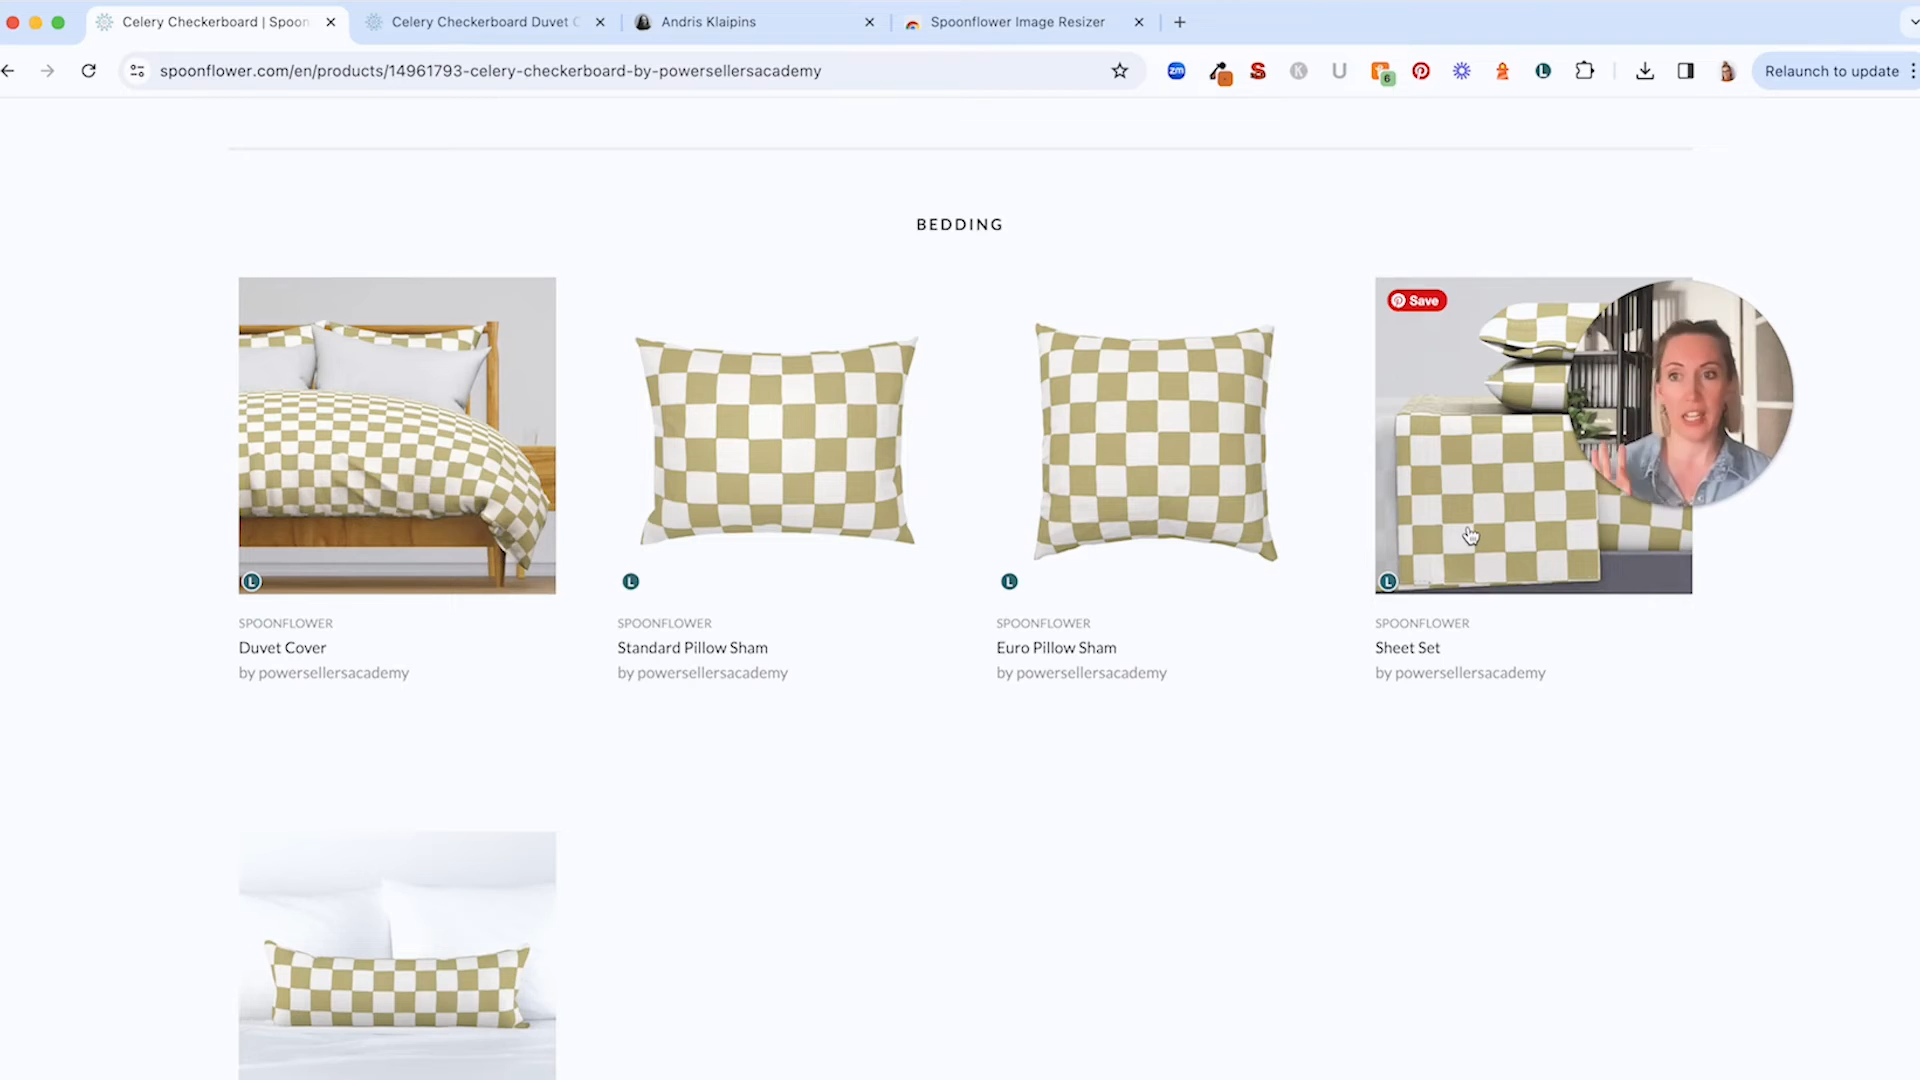 Celery Checkerboard | Spoon
Celery Checkerboard Duvet C
Andris Klaipins
Spoonflower Image Resizer
spoonflower.com/en/products/14961793-celery-checkerboard-by-powersellersacademy
zm
S
K
U
6
L
Relaunch to update
BEDDING
Save
L
L
L
L
SPOONFLOWER
SPOONFLOWER
SPOONFLOWER
SPOONFLOWER
Duvet Cover
Standard Pillow Sham
Euro Pillow Sham
Sheet Set
by powersellersacademy
by powersellersacademy
by powersellersacademy
by powersellersacademy